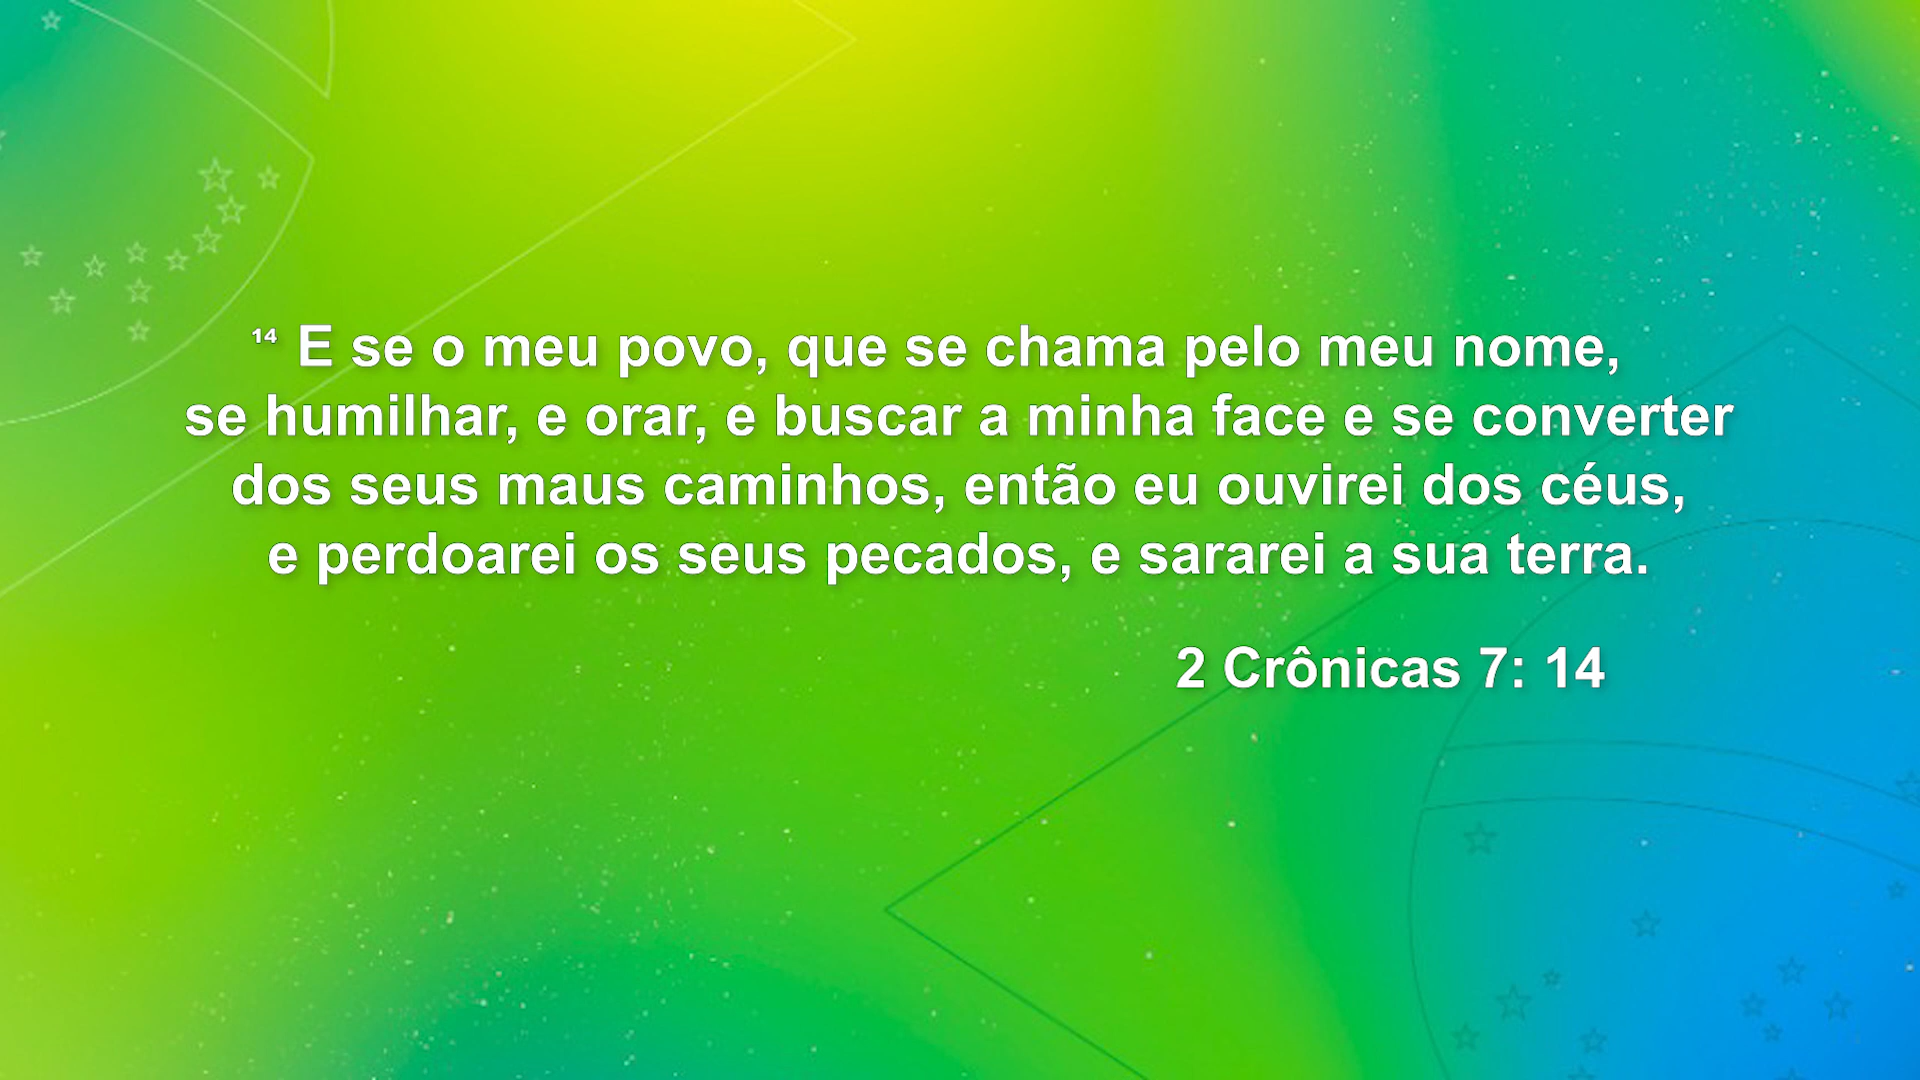 ¹⁴ E se o meu povo, que se chama pelo meu nome,
se humilhar, e orar, e buscar a minha face e se converter
dos seus maus caminhos, então eu ouvirei dos céus,
e perdoarei os seus pecados, e sararei a sua terra.
2 Crônicas 7: 14